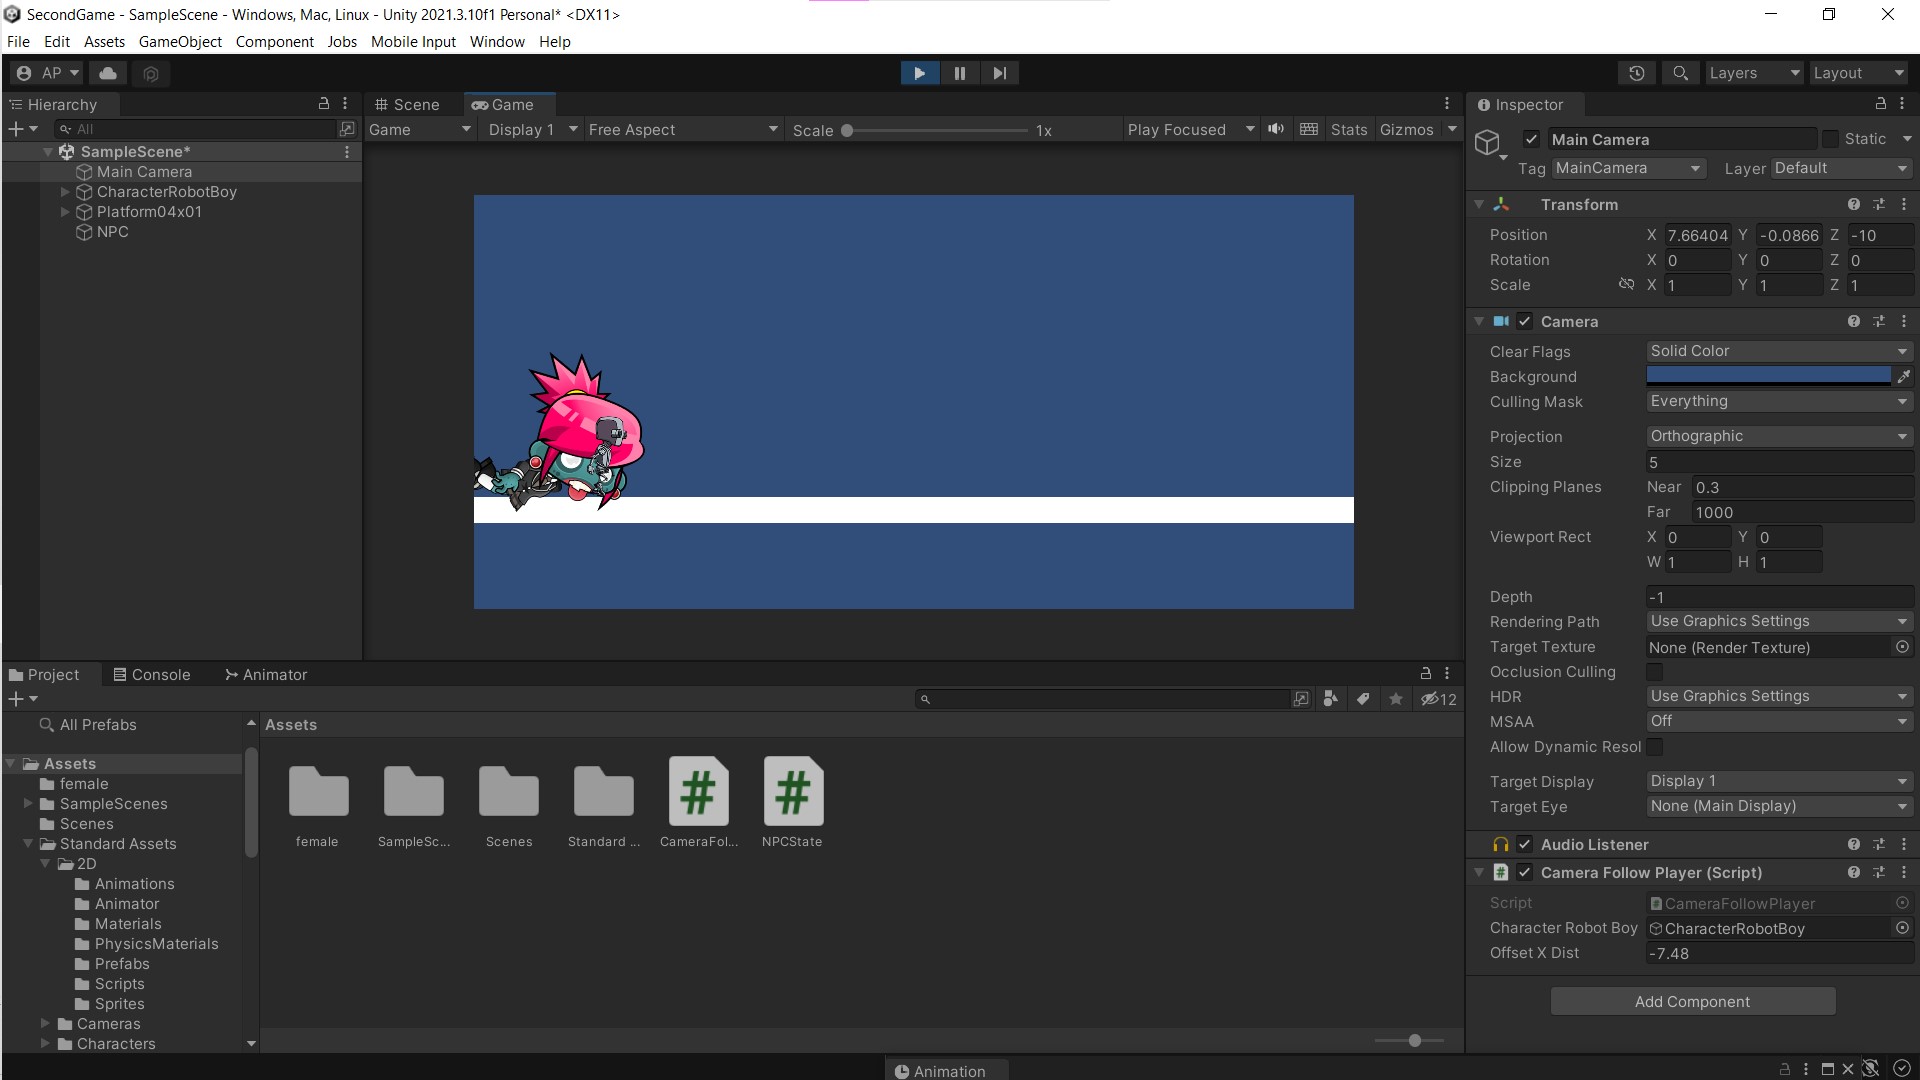 SecondGame - SampleScene - Windows, Mac, Linux - Unity 2021.3.10f1 Personal* <DX11>
File Edit Assets GameObject Component Jobs Mobile Input Window Help
AP
Layers
Layout
Hierarchy
All
SampleScene*
Main Camera
CharacterRobotBoy
Platform04x01
NPC
Scene
Game
Game
Display 1
Free Aspect
Scale
1x
Play Focused
Stats
Gizmos
Inspector
Main Camera
Static
Tag MainCamera
Layer Default
Transform
Position X 7.66404 Y -0.0866 Z -10
Rotation X 0 Y 0 Z 0
Scale X 1 Y 1 Z 1
Camera
Clear Flags Solid Color
Background
Culling Mask Everything
Projection Orthographic
Size 5
Clipping Planes Near 0.3
Far 1000
Viewport Rect X 0 Y 0
W 1 H 1
Depth -1
Rendering Path Use Graphics Settings
Target Texture None (Render Texture)
Occlusion Culling
HDR Use Graphics Settings
MSAA Off
Allow Dynamic Resol
Target Display Display 1
Target Eye None (Main Display)
Audio Listener
Camera Follow Player (Script)
Script CameraFollowPlayer
Character Robot Boy CharacterRobotBoy
Offset X Dist -7.48
Add Component
Project
Console
Animator
12
All Prefabs
Assets
female
SampleScenes
Scenes
Standard Assets
2D
Animations
Animator
Materials
PhysicsMaterials
Prefabs
Scripts
Sprites
Cameras
Characters
Assets
female
SampleSc...
Scenes
Standard ...
CameraFol...
NPCState
Animation